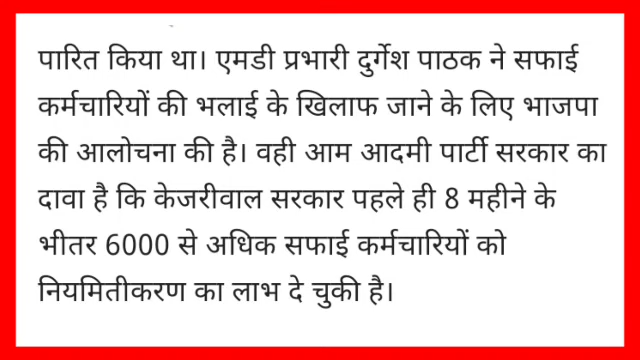 पारित किया था। एमडी प्रभारी दुर्गेश पाठक ने सफाई
कर्मचारियों की भलाई के खिलाफ जाने के लिए भाजपा
की आलोचना की है। वही आम आदमी पार्टी सरकार का
दावा है कि केजरीवाल सरकार पहले ही 8 महीने के
भीतर 6000 से अधिक सफाई कर्मचारियों को
नियमितीकरण का लाभ दे चुकी है।